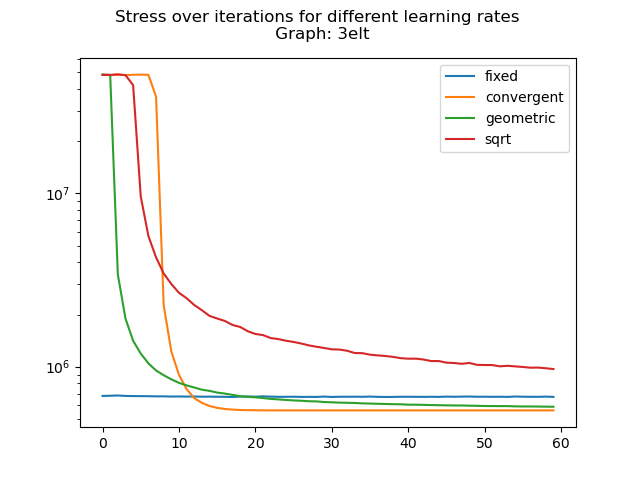 Stress over iterations for different learning rates
Graph: 3elt
fixed
convergent
geometric
sqrt
10^7
10^6
0 10 20 30 40 50 60